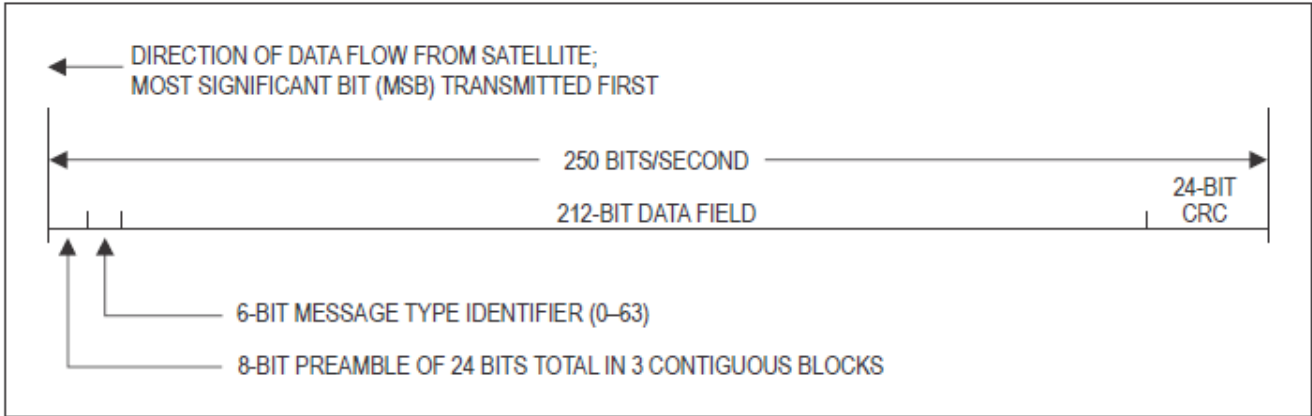 DIRECTION OF DATA FLOW FROM SATELLITE;
MOST SIGNIFICANT BIT (MSB) TRANSMITTED FIRST
250 BITS/SECOND
212-BIT DATA FIELD
24-BIT
CRC
6-BIT MESSAGE TYPE IDENTIFIER (0–63)
8-BIT PREAMBLE OF 24 BITS TOTAL IN 3 CONTIGUOUS BLOCKS